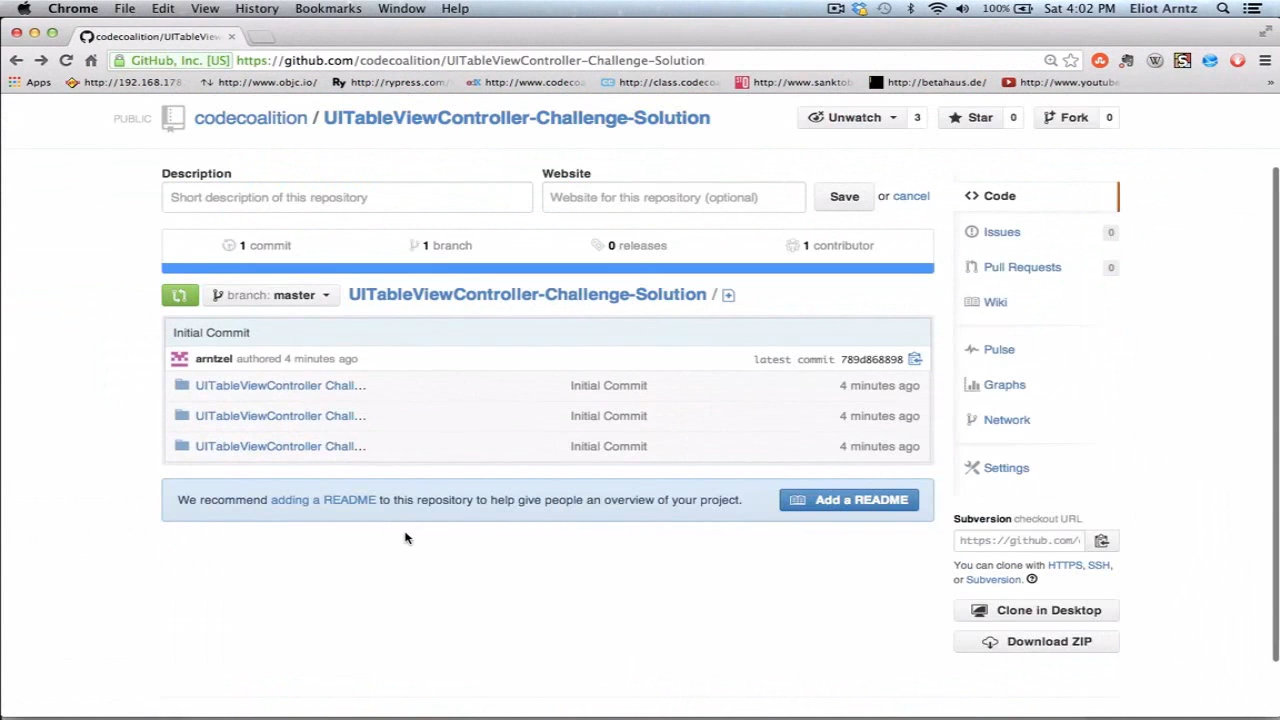 Chrome File Edit View History Bookmarks Window Help 100% Sat 4:02 PM Eliot Arntz
codecoalition/UITableView
GitHub, Inc. [US] https://github.com/codecoalition/UITableViewController-Challenge-Solution
Apps http://192.168.178 http://www.objc.io/ http://rypress.com/ http://www.codeco http://class.codecoa http://www.sanktob http://betahaus.de/ http://www.youtube »
PUBLIC codecoalition / UITableViewController-Challenge-Solution Unwatch 3 Star 0 Fork 0
Description Website
Short description of this repository Website for this repository (optional) Save or cancel
<> Code
1 commit 1 branch 0 releases 1 contributor
Issues 0
Pull Requests 0
branch: master UITableViewController-Challenge-Solution /
Wiki
Initial Commit
arntzel authored 4 minutes ago latest commit 789d868898
Pulse
UITableViewController Chall... Initial Commit 4 minutes ago
Graphs
UITableViewController Chall... Initial Commit 4 minutes ago
Network
UITableViewController Chall... Initial Commit 4 minutes ago
Settings
We recommend adding a README to this repository to help give people an overview of your project. Add a README
Subversion checkout URL
https://github.com/
You can clone with HTTPS, SSH,
or Subversion.
Clone in Desktop
Download ZIP